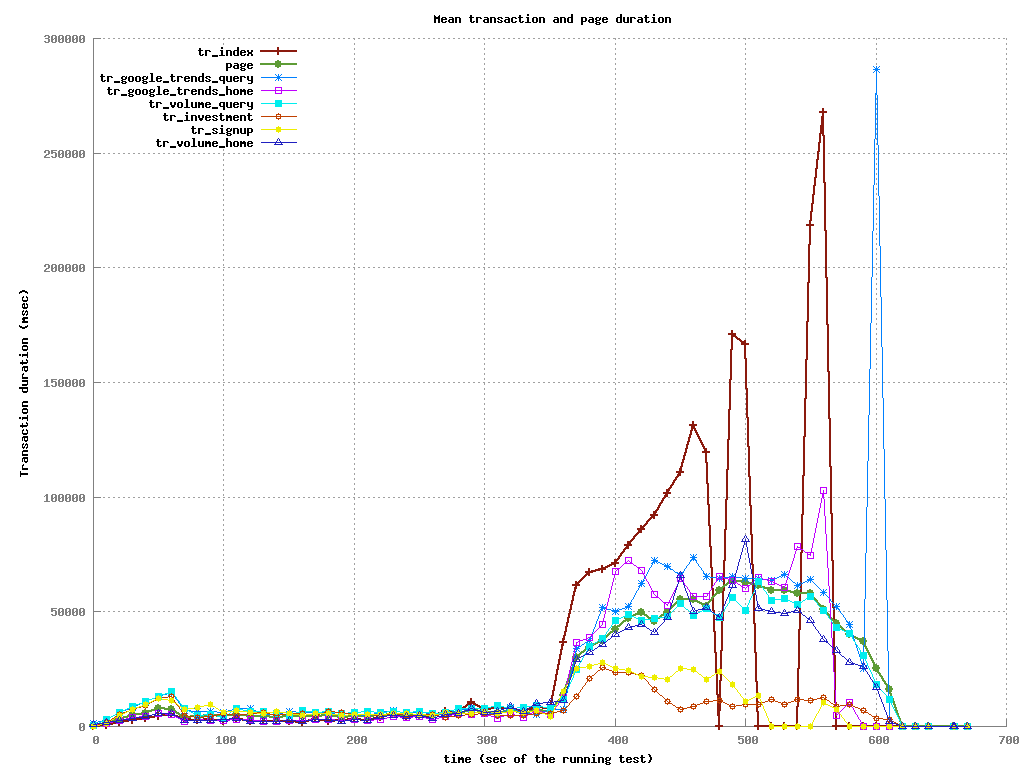 Mean transaction and page duration
300000
250000
200000
150000
100000
50000
0
Transaction duration (msec)
tr_index
page
tr_google_trends_query
tr_google_trends_home
tr_volume_query
tr_investment
tr_signup
tr_volume_home
0 100 200 300 400 500 600 700
time (sec of the running test)